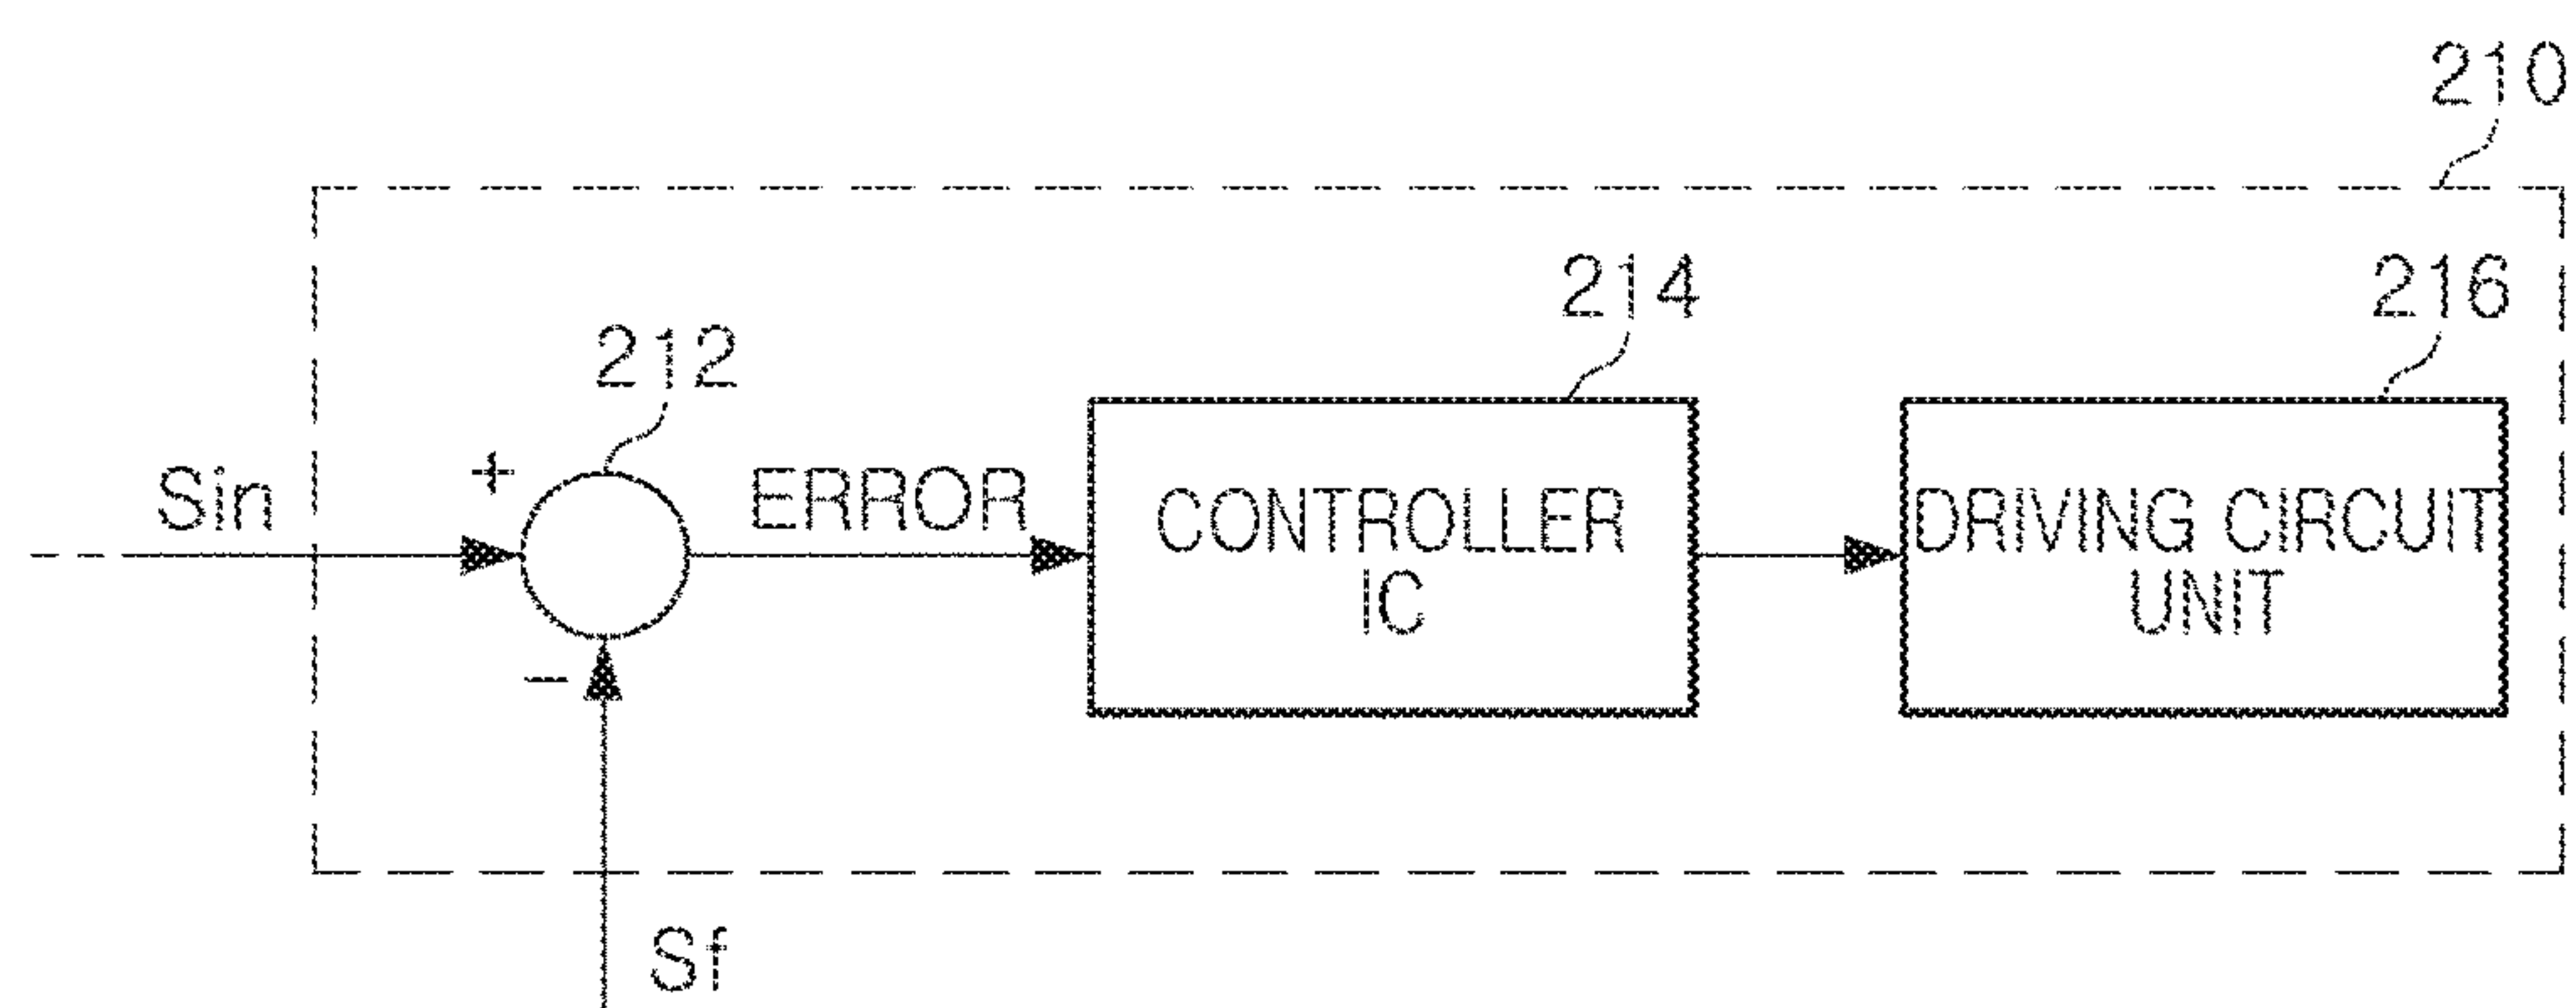 210
214
216
212
+
Sin
ERROR
CONTROLLER
IC
DRIVING CIRCUIT
UNIT
-
Sf